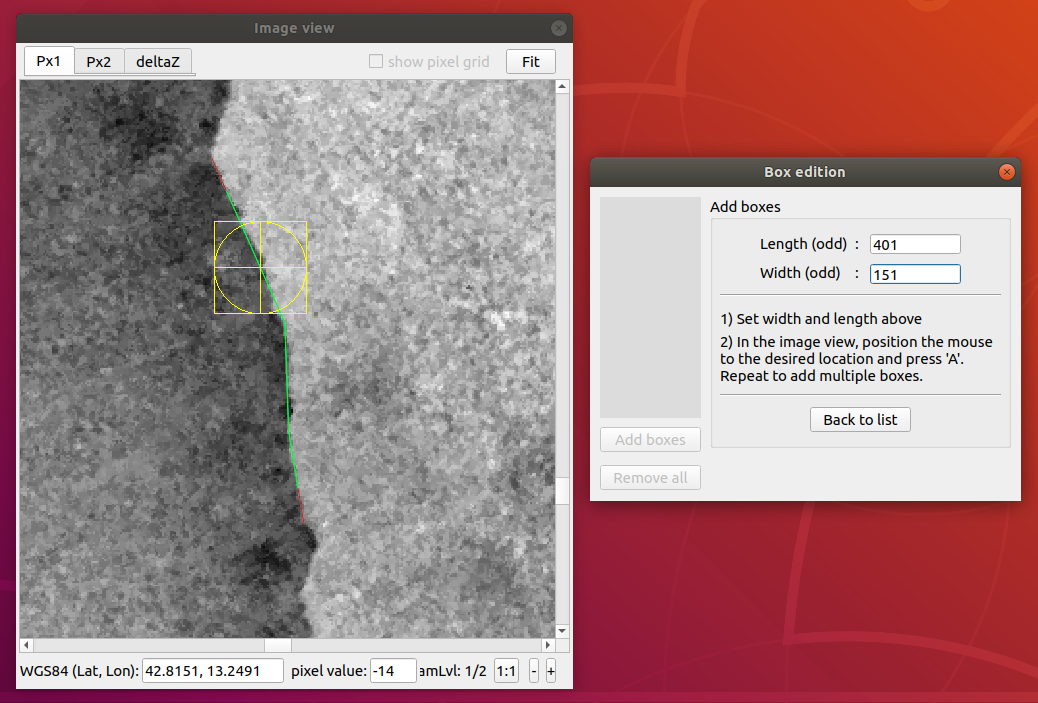 Image view
Px1 Px2 deltaZ show pixel grid Fit
WGS84 (Lat, Lon): 42.8151, 13.2491 pixel value: -14 amLvl: 1/2 1:1 - +
Box edition
Add boxes
Length (odd) : 401
Width (odd) : 151
1) Set width and length above
2) In the image view, position the mouse
to the desired location and press 'A'.
Repeat to add multiple boxes.
Back to list
Add boxes
Remove all